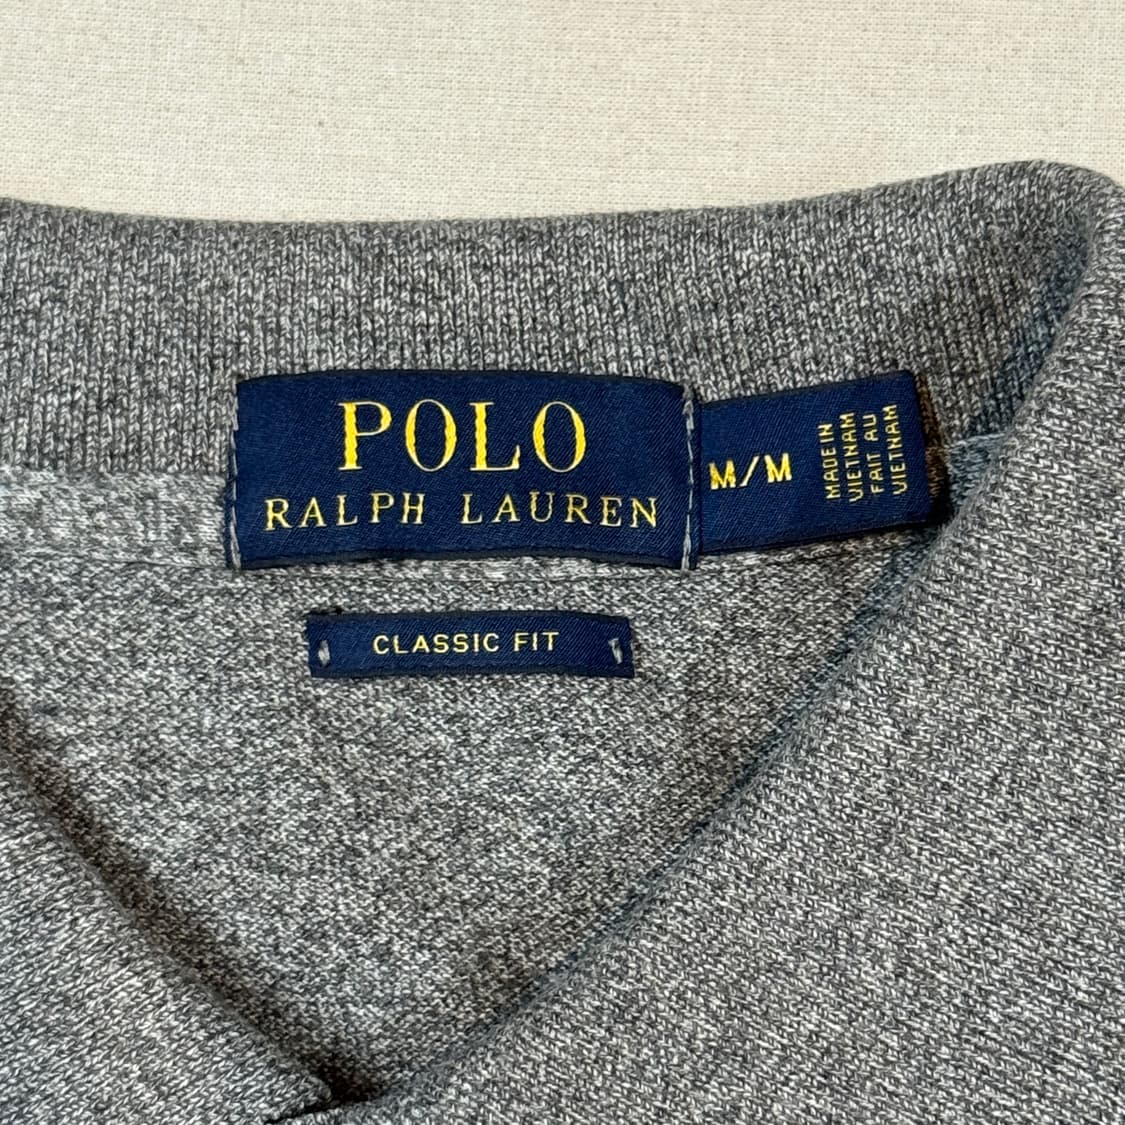 POLO
RALPH LAUREN
M/M
MADE IN
VIETNAM
FAIT AU
VIETNAM
CLASSIC FIT